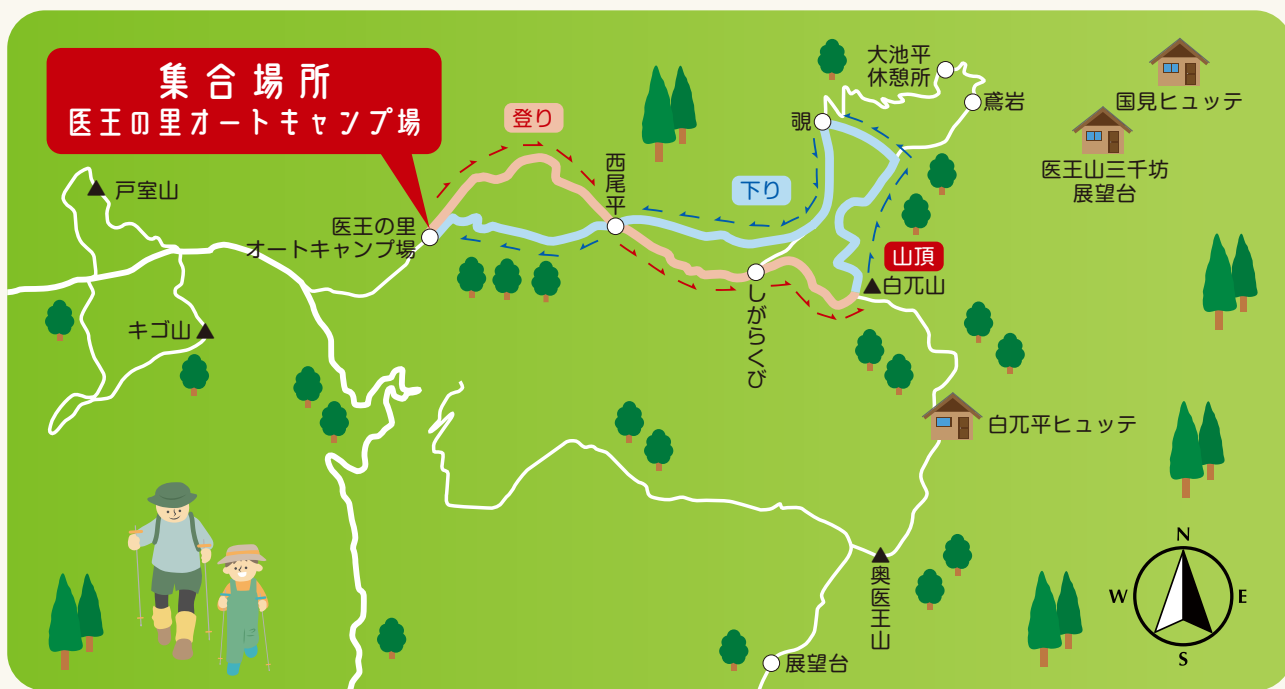 集合場所
医王の里オートキャンプ場
登り
大池平
休憩所
覗
鳶岩
国見ヒュッテ
医王山三千坊
展望台
戸室山
医王の里
オートキャンプ場
西尾平
下り
山頂
白兀山
キゴ山
しがらくび
白兀平ヒュッテ
奥医王山
展望台
N
W
E
S